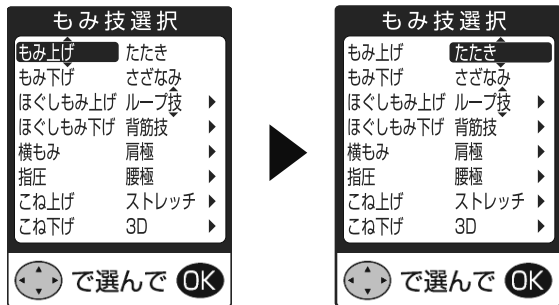 もみ技選択
もみ上げ たたき
もみ下げ さざなみ
ほぐしもみ上げ ループ技
ほぐしもみ下げ 背筋技
横もみ 肩極
指圧 腰極
こね上げ ストレッチ
こね下げ 3D
で選んで OK
もみ技選択
もみ上げ たたき
もみ下げ さざなみ
ほぐしもみ上げ ループ技
ほぐしもみ下げ 背筋技
横もみ 肩極
指圧 腰極
こね上げ ストレッチ
こね下げ 3D
で選んで OK